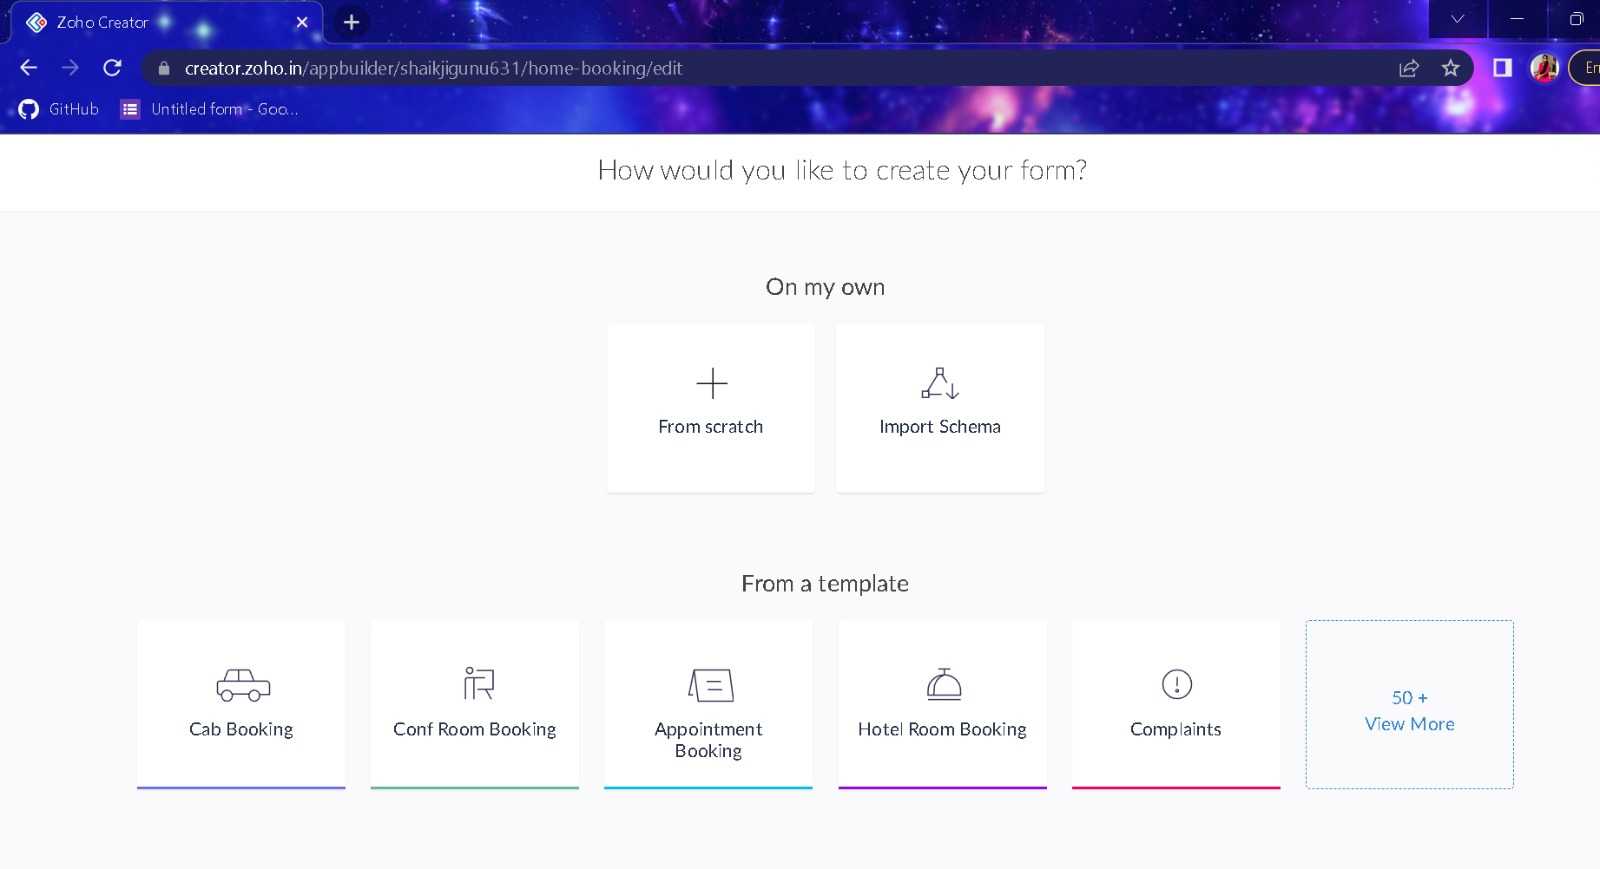 Zoho Creator
creator.zoho.in/appbuilder/shaikjigunu631/home-booking/edit
GitHub
Untitled form - Goo...
How would you like to create your form?
On my own
From scratch
Import Schema
From a template
Cab Booking
Conf Room Booking
Appointment
Booking
Hotel Room Booking
Complaints
50 +
View More